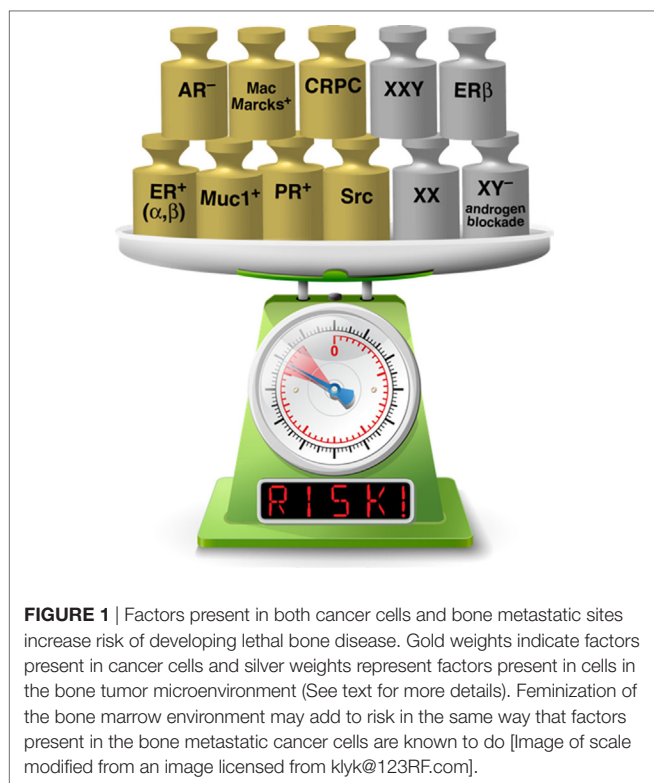 AR⁻
Mac
Marcks⁺
CRPC
XXY
ERβ
ER⁺
(α,β)
Muc1⁺
PR⁺
Src
XX
XY⁻
androgen
blockade
0
RISK!
FIGURE 1 | Factors present in both cancer cells and bone metastatic sites
increase risk of developing lethal bone disease. Gold weights indicate factors
present in cancer cells and silver weights represent factors present in cells in
the bone tumor microenvironment (See text for more details). Feminization of
the bone marrow environment may add to risk in the same way that factors
present in the bone metastatic cancer cells are known to do [Image of scale
modified from an image licensed from klyk@123RF.com].